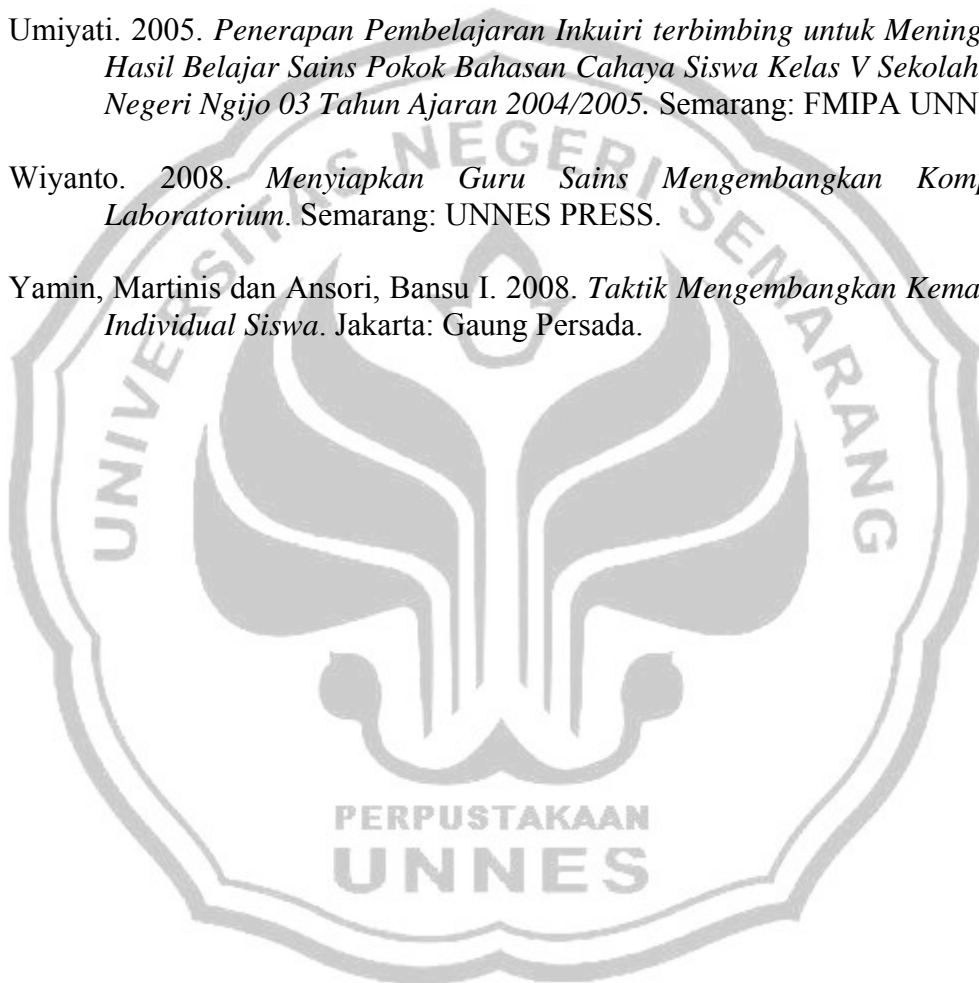 Umiyati. 2005. Penerapan Pembelajaran Inkuiri terbimbing untuk Mening
Hasil Belajar Sains Pokok Bahasan Cahaya Siswa Kelas V Sekolah
Negeri Ngijo 03 Tahun Ajaran 2004/2005. Semarang: FMIPA UNN
Wiyanto. 2008. Menyiapkan Guru Sains Mengembangkan Komp
Laboratorium. Semarang: UNNES PRESS.
Yamin, Martinis dan Ansori, Bansu I. 2008. Taktik Mengembangkan Kema
Individual Siswa. Jakarta: Gaung Persada.
UNIVERSITAS NEGERI SEMARANG
PERPUSTAKAAN
UNNES